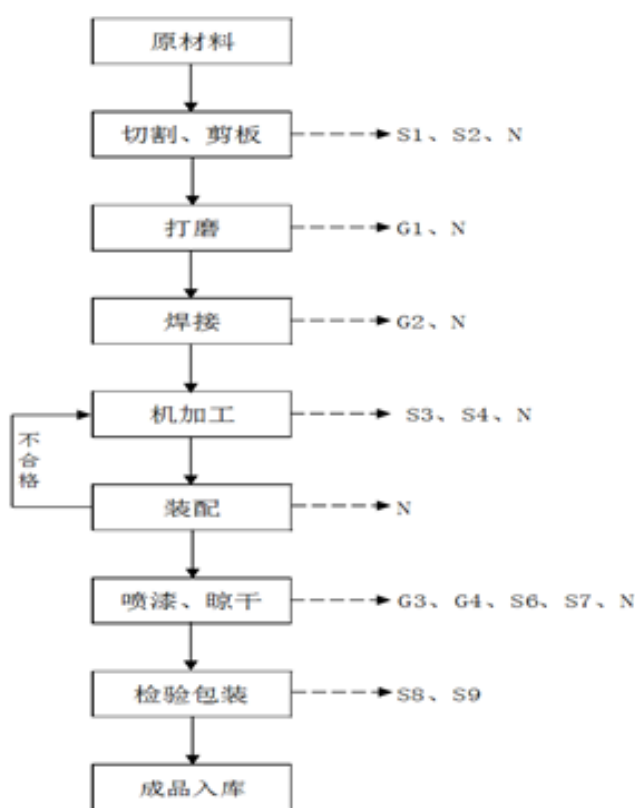 原材料
切割、剪板 S1、S2、N
打磨 G1、N
焊接 G2、N
机加工 S3、S4、N
不合格
装配 N
喷漆、晾干 G3、G4、S6、S7、N
检验包装 S8、S9
成品入库